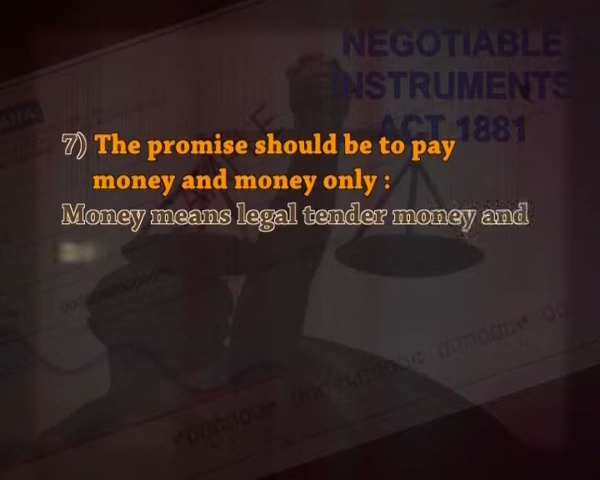 NEGOTIABLE
INSTRUMENTS
ACT 1881
7) The promise should be to pay
money and money only :
Money means legal tender money and